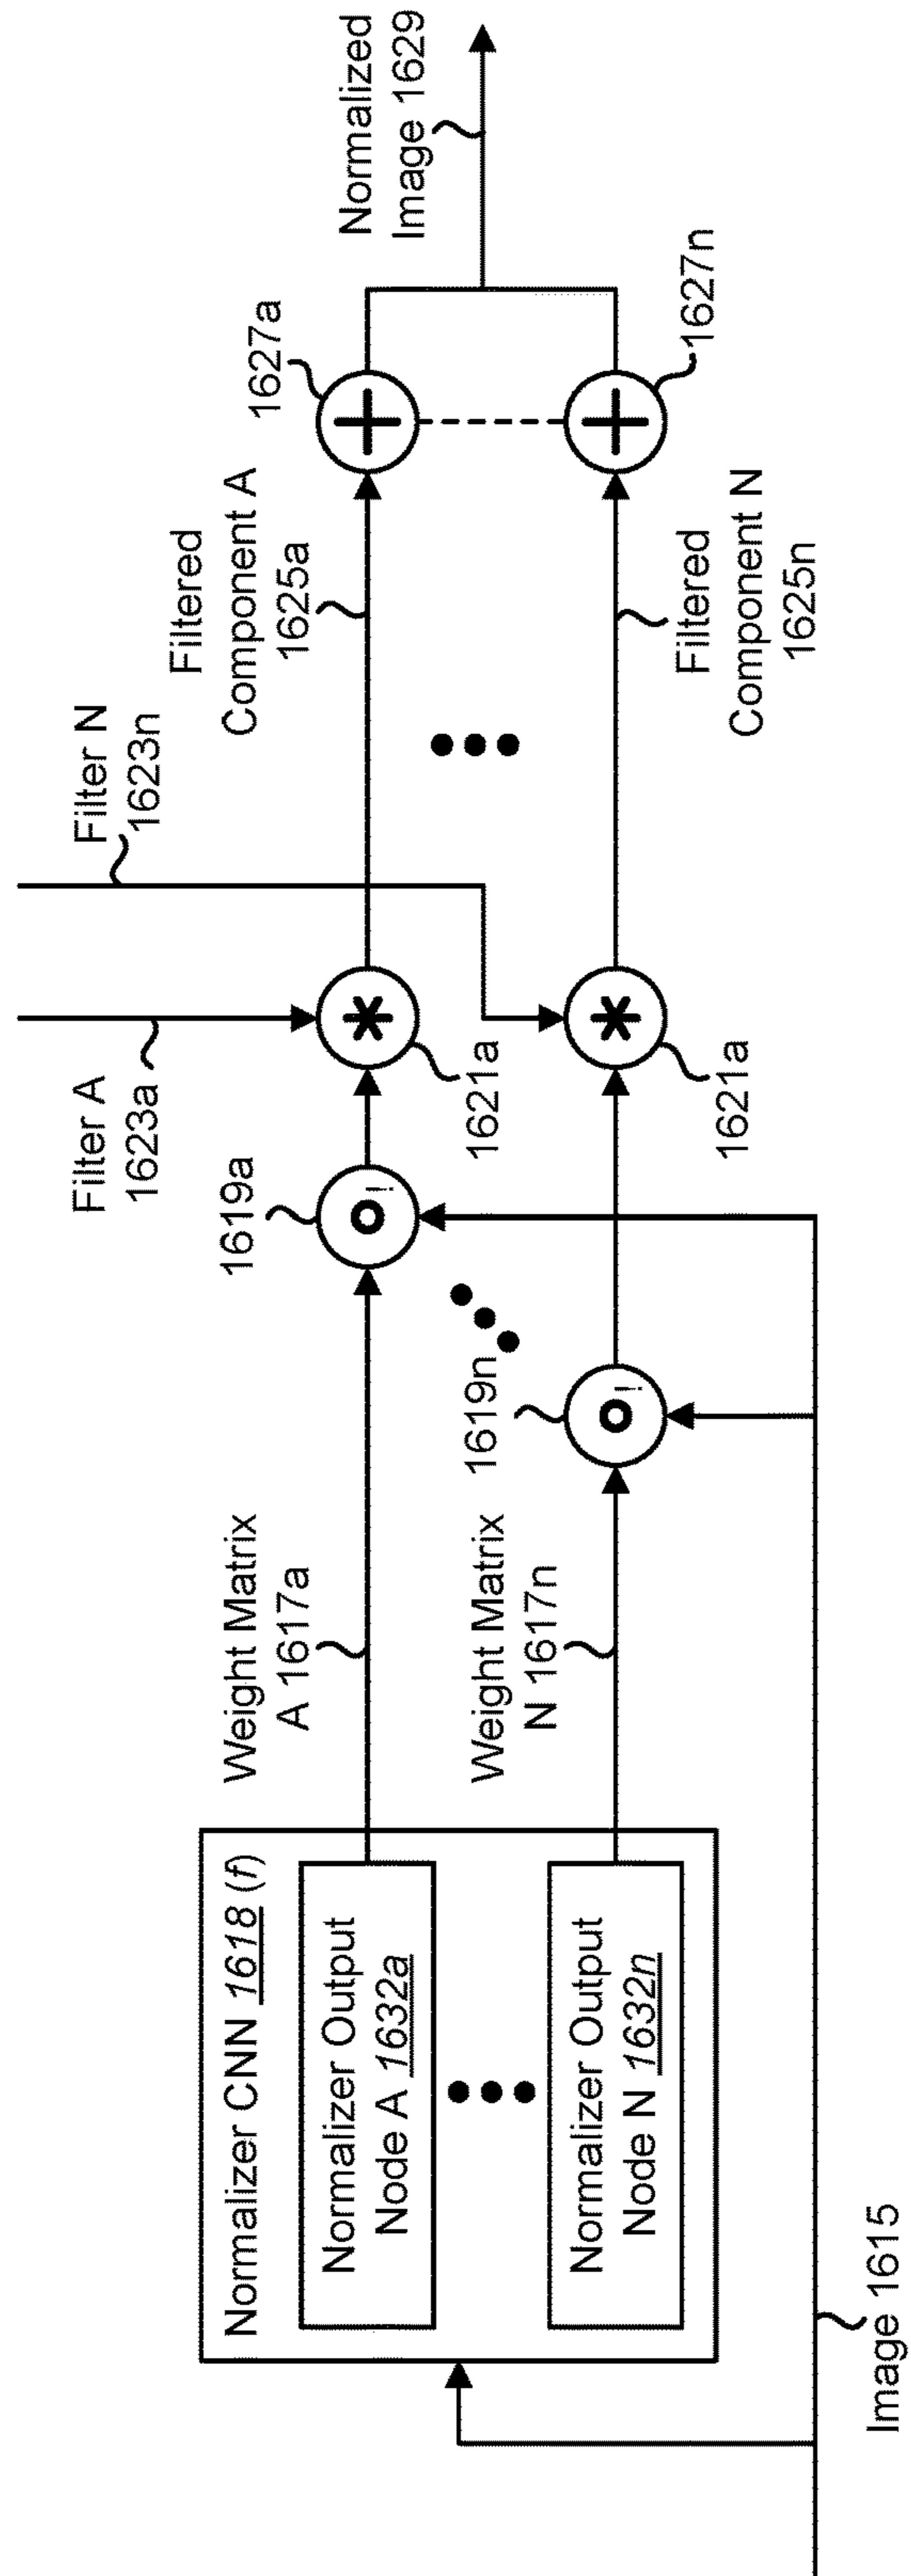 Normalizer CNN 1618 (f)
Normalizer Output
Node A 1632a
Normalizer Output
Node N 1632n
Image 1615
Weight Matrix
A 1617a
Weight Matrix
N 1617n
1619a
1619n
Filter A
1623a
Filter N
1623n
1621a
1621a
Filtered
Component A
1625a
Filtered
Component N
1625n
1627a
1627n
Normalized
Image 1629